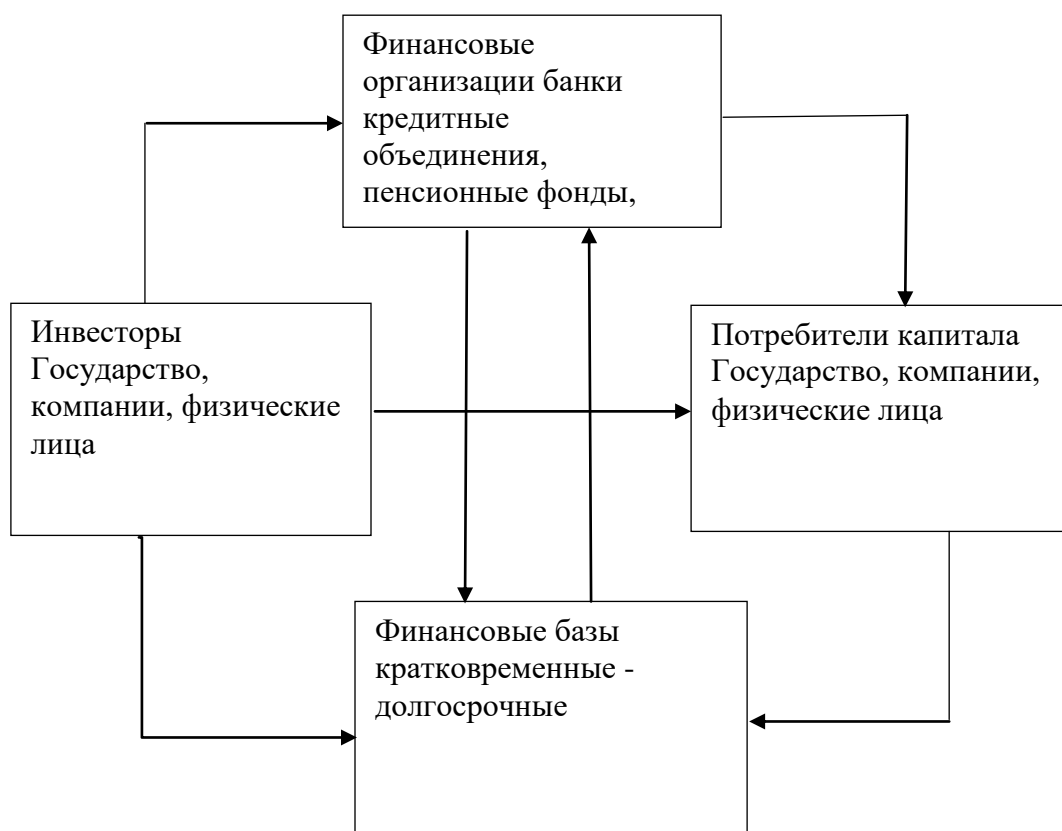 Финансовые
организации банки
кредитные
объединения,
пенсионные фонды,
Инвесторы
Государство,
компании, физические
лица
Потребители капитала
Государство, компании,
физические лица
Финансовые базы
кратковременные -
долгосрочные